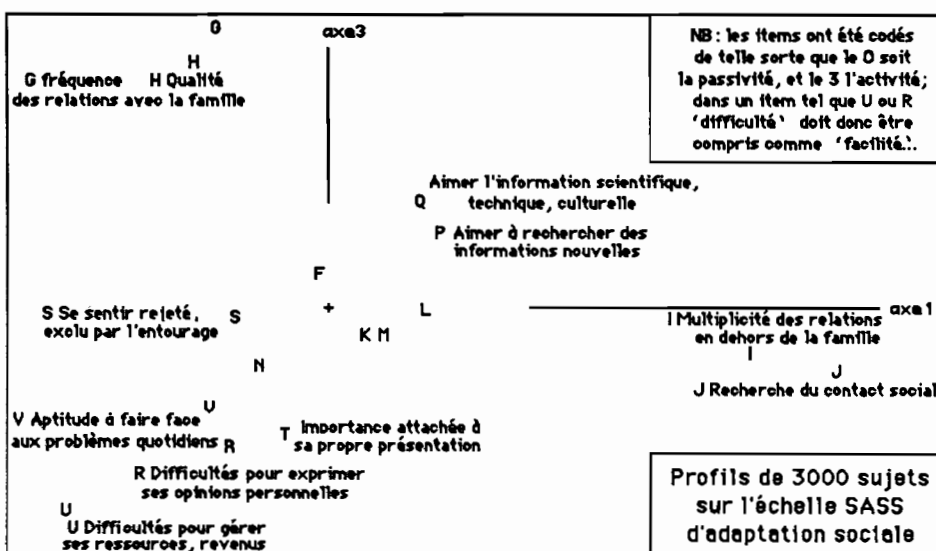 G
axe3
NB : les items ont été codés
de telle sorte que le 0 soit
la passivité, et le 3 l'activité;
dans un item tel que U ou R
'difficulté' doit donc être
compris comme 'facilité'..
H
G fréquence H Qualité
des relations avec la famille
Aimer l'information scientifique,
Q technique, culturelle
P Aimer à rechercher des
informations nouvelles
F
S Se sentir rejeté, S
exclu par l'entourage
+ L
axe1
K M
I Multiplicité des relations
en dehors de la famille
I
N
J
J Recherche du contact social
V Aptitude à faire face V
aux problèmes quotidiens R
T Importance attachée à
sa propre présentation
R Difficultés pour exprimer
ses opinions personnelles
U
U Difficultés pour gérer
ses ressources, revenus
Profils de 3000 sujets
sur l'échelle SASS
d'adaptation sociale